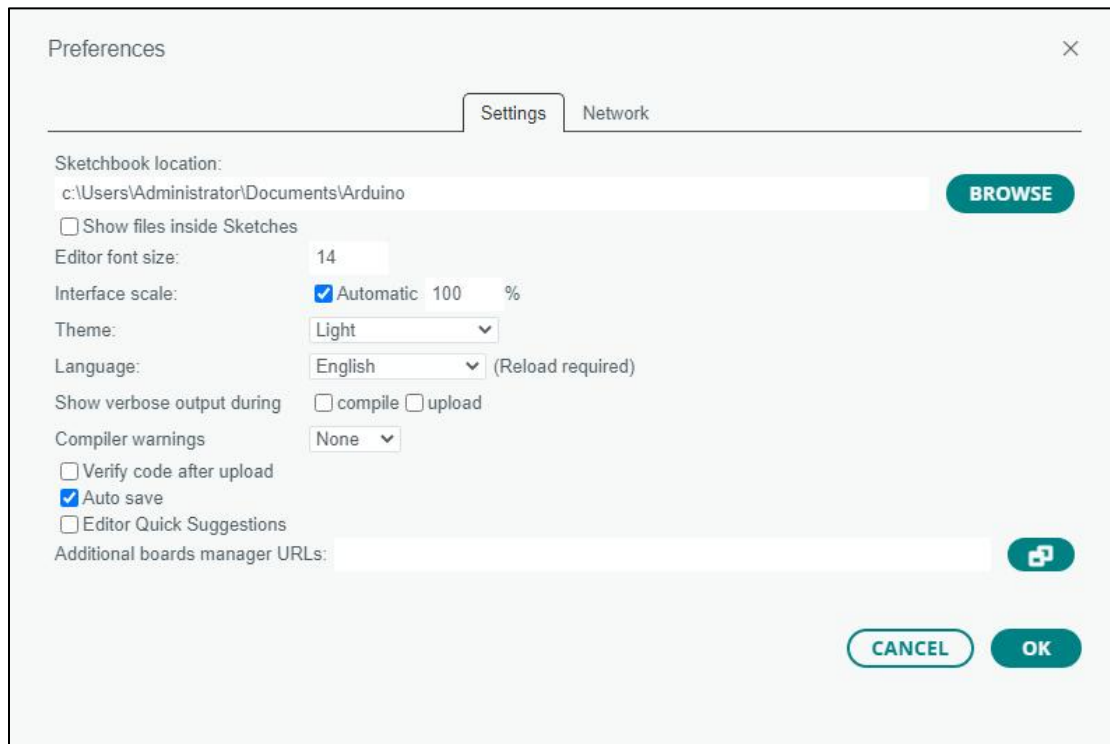 Preferences
Settings Network
Sketchbook location:
c:\Users\Administrator\Documents\Arduino BROWSE
Show files inside Sketches
Editor font size: 14
Interface scale: Automatic 100 %
Theme: Light
Language: English (Reload required)
Show verbose output during compile upload
Compiler warnings None
Verify code after upload
Auto save
Editor Quick Suggestions
Additional boards manager URLs:
CANCEL OK